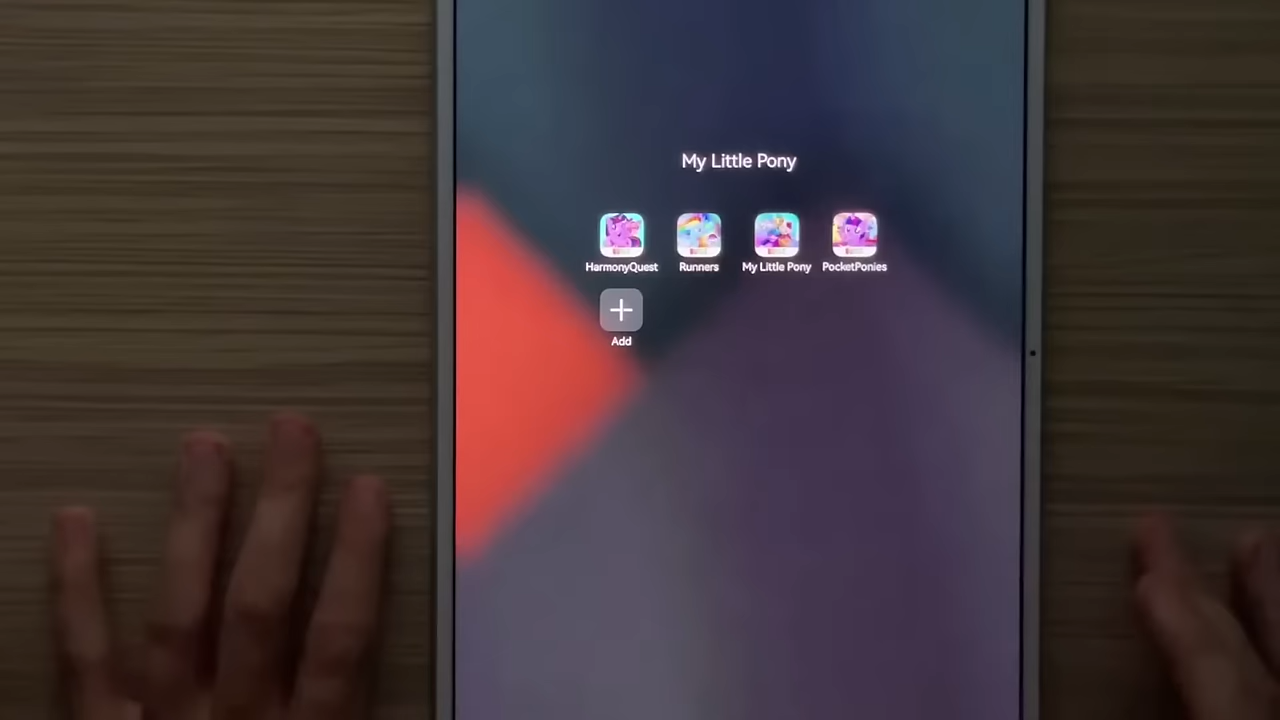 My Little Pony
HarmonyQuest
Runners
My Little Pony
PocketPonies
Add